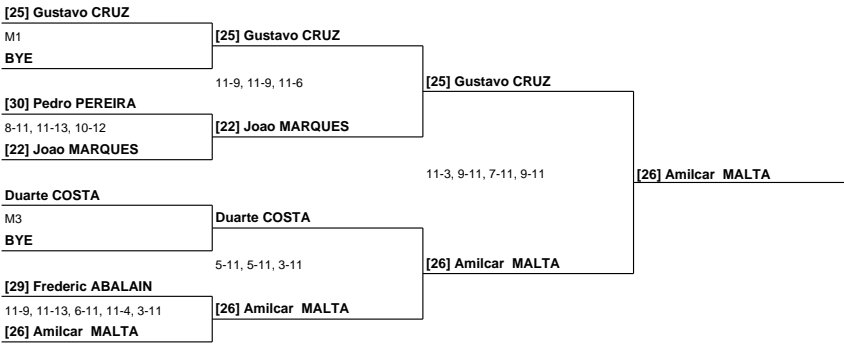 [25] Gustavo CRUZ
M1
BYE
[25] Gustavo CRUZ
11-9, 11-9, 11-6
[30] Pedro PEREIRA
8-11, 11-13, 10-12
[22] Joao MARQUES
[22] Joao MARQUES
[25] Gustavo CRUZ
11-3, 9-11, 7-11, 9-11
[26] Amilcar  MALTA
Duarte COSTA
M3
BYE
Duarte COSTA
5-11, 5-11, 3-11
[26] Amilcar  MALTA
[29] Frederic ABALAIN
11-9, 11-13, 6-11, 11-4, 3-11
[26] Amilcar  MALTA
[26] Amilcar  MALTA